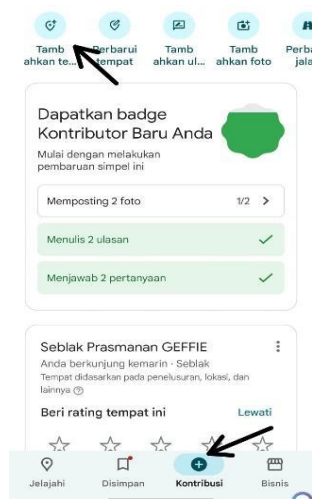 Tamb Perbarui Tamb Tamb Perba
ahkan te... tempat ahkan ul... ahkan foto jala
Dapatkan badge
Kontributor Baru Anda
Mulai dengan melakukan
pembaruan simpel ini
Memposting 2 foto 1/2
Menulis 2 ulasan
Menjawab 2 pertanyaan
Seblak Prasmanan GEFFIE
Anda berkunjung kemarin · Seblak
Tempat didasarkan pada penelusuran, lokasi, dan
lainnya
Beri rating tempat ini Lewati
Jelajahi Disimpan Kontribusi Bisnis